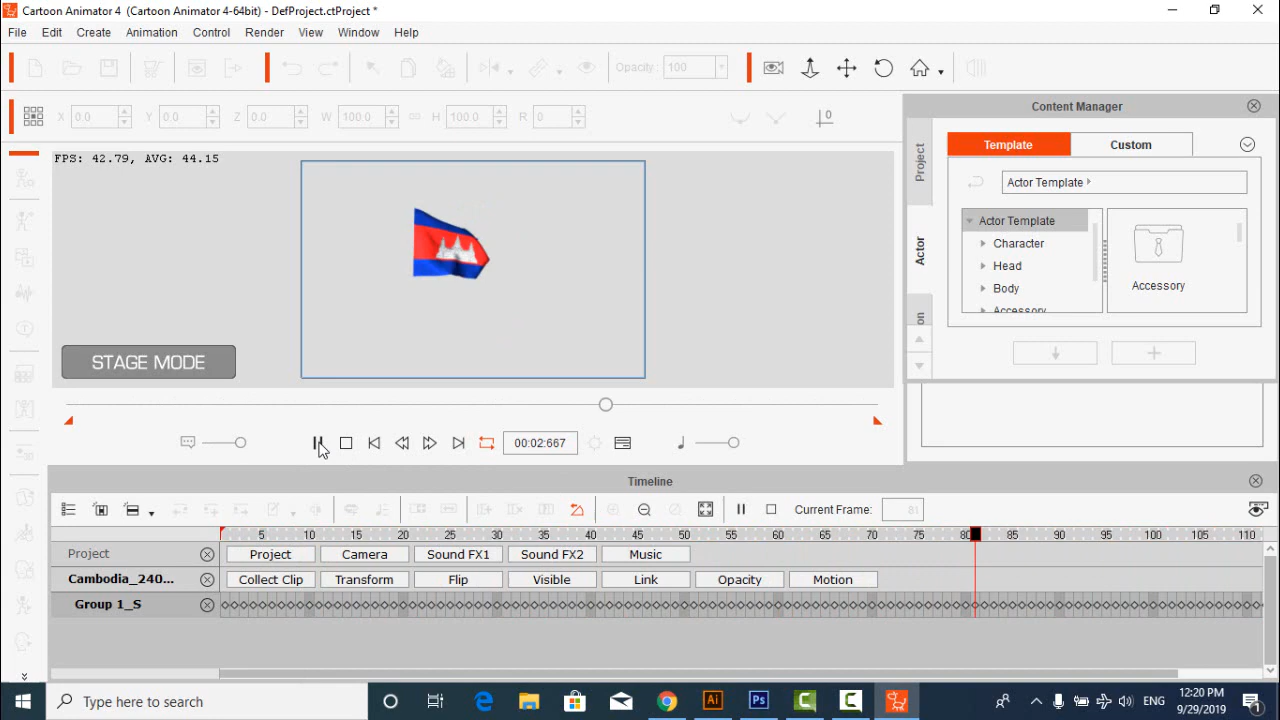 Cartoon Animator 4 (Cartoon Animator 4-64bit) - DefProject.ctProject *
File Edit Create Animation Control Render Render View Window Help
Opacity : 100
X 0.0 Y 0.0 Z 0.0 W 100.0 H 100.0 R 0
0
Content Manager
Project
Actor
Template Custom
Actor Template
Actor Template
Character
Head
Body
Accessory
Accessory
FPS: 42.79, AVG: 44.15
STAGE MODE
00:02:667
Timeline
Current Frame: 81
5 10 15 20 25 30 35 40 45 50 55 60 65 70 75 80 85 90 95 100 105 110
Project Project Camera Sound FX1 Sound FX2 Music
Cambodia_240... Collect Clip Transform Flip Visible Link Opacity Motion
Group 1_S
Type here to search
Ai Ps C C
ENG
12:20 PM
9/29/2019
1